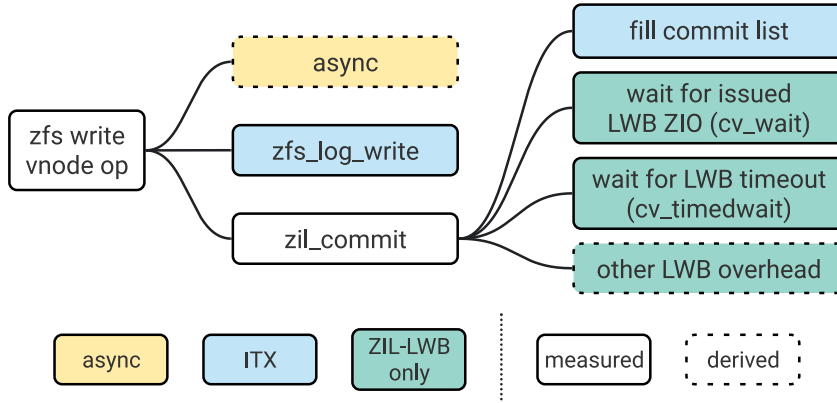 fill commit list
async
wait for issued
LWB ZIO (cv_wait)
zfs write
vnode op
zfs_log_write
wait for LWB timeout
(cv_timedwait)
zil_commit
other LWB overhead
async
ITX
ZIL-LWB
only
measured
derived